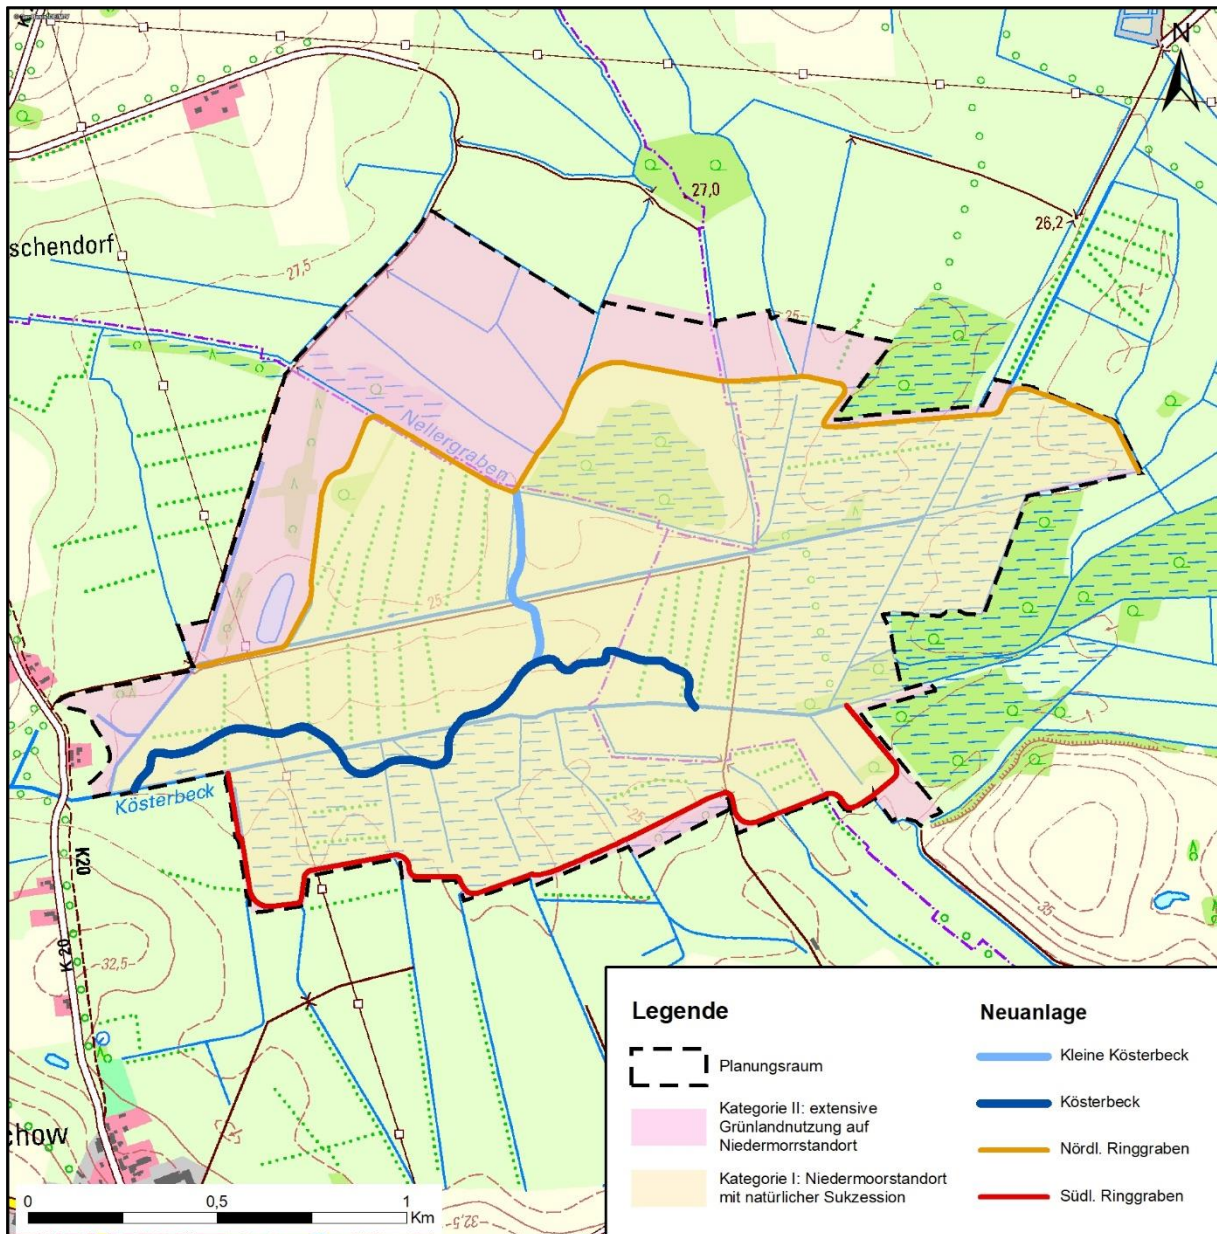 N
27,0
26,2
schendorf
27,5
25
Nellergraben
25
Kösterbeck
25
K20
K 20
32,5
35
chow
32,5
0 0,5 1
Km
Legende
Planungsraum
Kategorie II: extensive
Grünlandnutzung auf
Niedermorrstandort
Kategorie I: Niedermoorstandort
mit natürlicher Sukzession
Neuanlage
Kleine Kösterbeck
Kösterbeck
Nördl. Ringgraben
Südl. Ringgraben